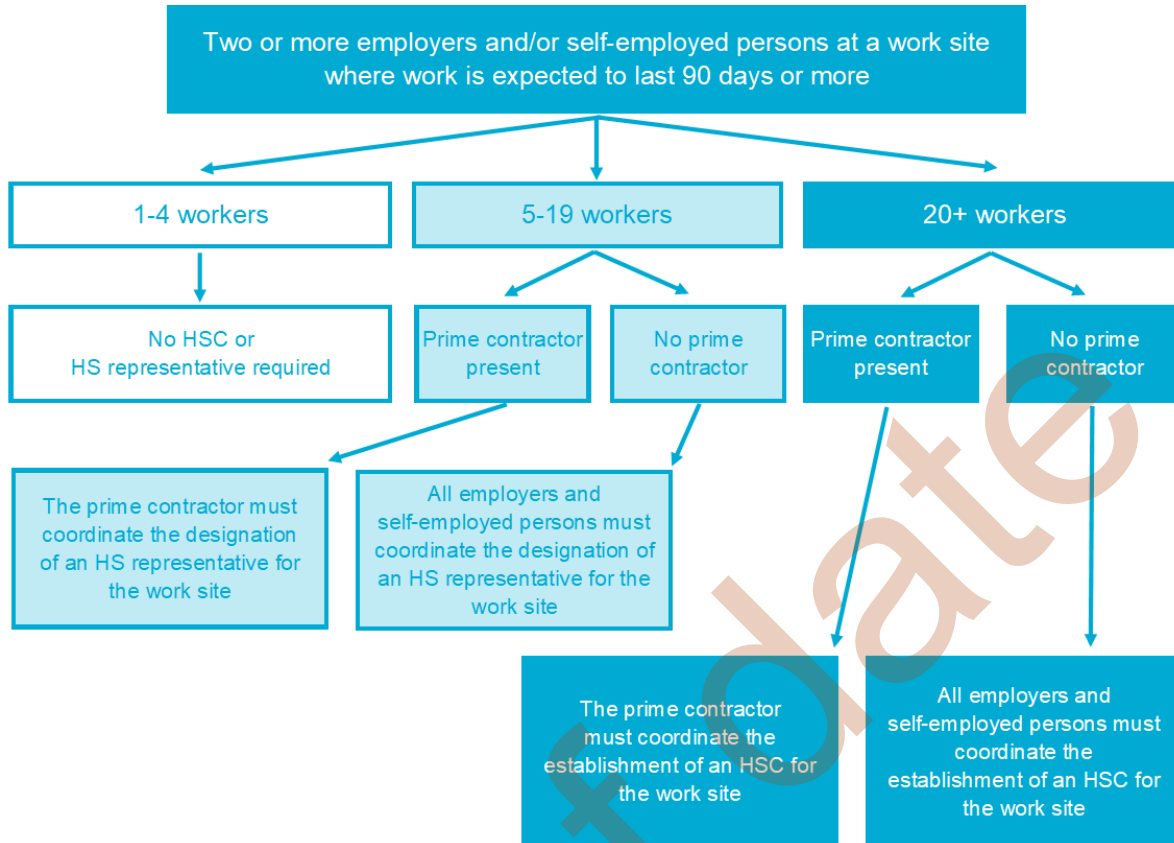 Two or more employers and/or self-employed persons at a work site
where work is expected to last 90 days or more
1-4 workers
5-19 workers
20+ workers
No HSC or
HS representative required
Prime contractor
present
No prime
contractor
Prime contractor
present
No prime
contractor
The prime contractor must
coordinate the designation
of an HS representative for
the work site
All employers and
self-employed persons must
coordinate the designation of
an HS representative for the
work site
The prime contractor
must coordinate the
establishment of an HSC for
the work site
All employers and
self-employed persons must
coordinate the
establishment of an HSC for
the work site
f date